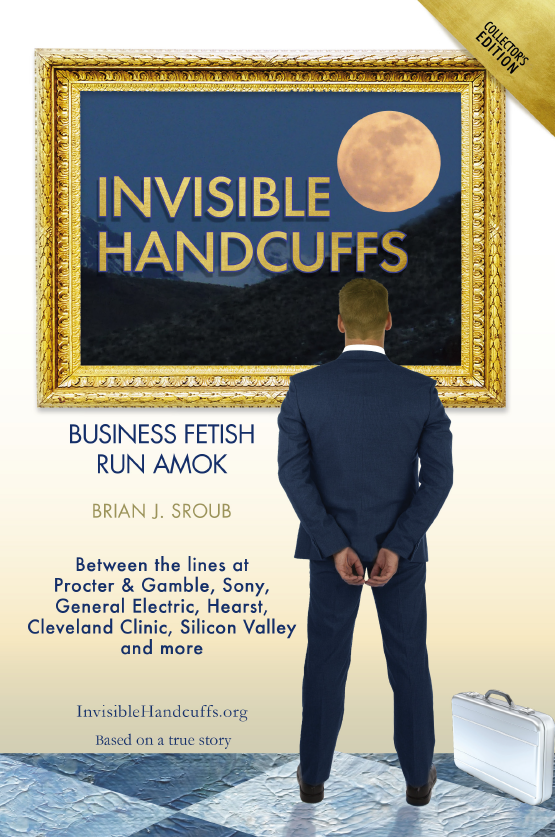 COLLECTOR'S
EDITION
INVISIBLE
HANDCUFFS
BUSINESS FETISH
RUN AMOK
BRIAN J. SROUB
Between the lines at
Procter & Gamble, Sony,
General Electric, Hearst,
Cleveland Clinic, Silicon Valley
and more
InvisibleHandcuffs.org
Based on a true story